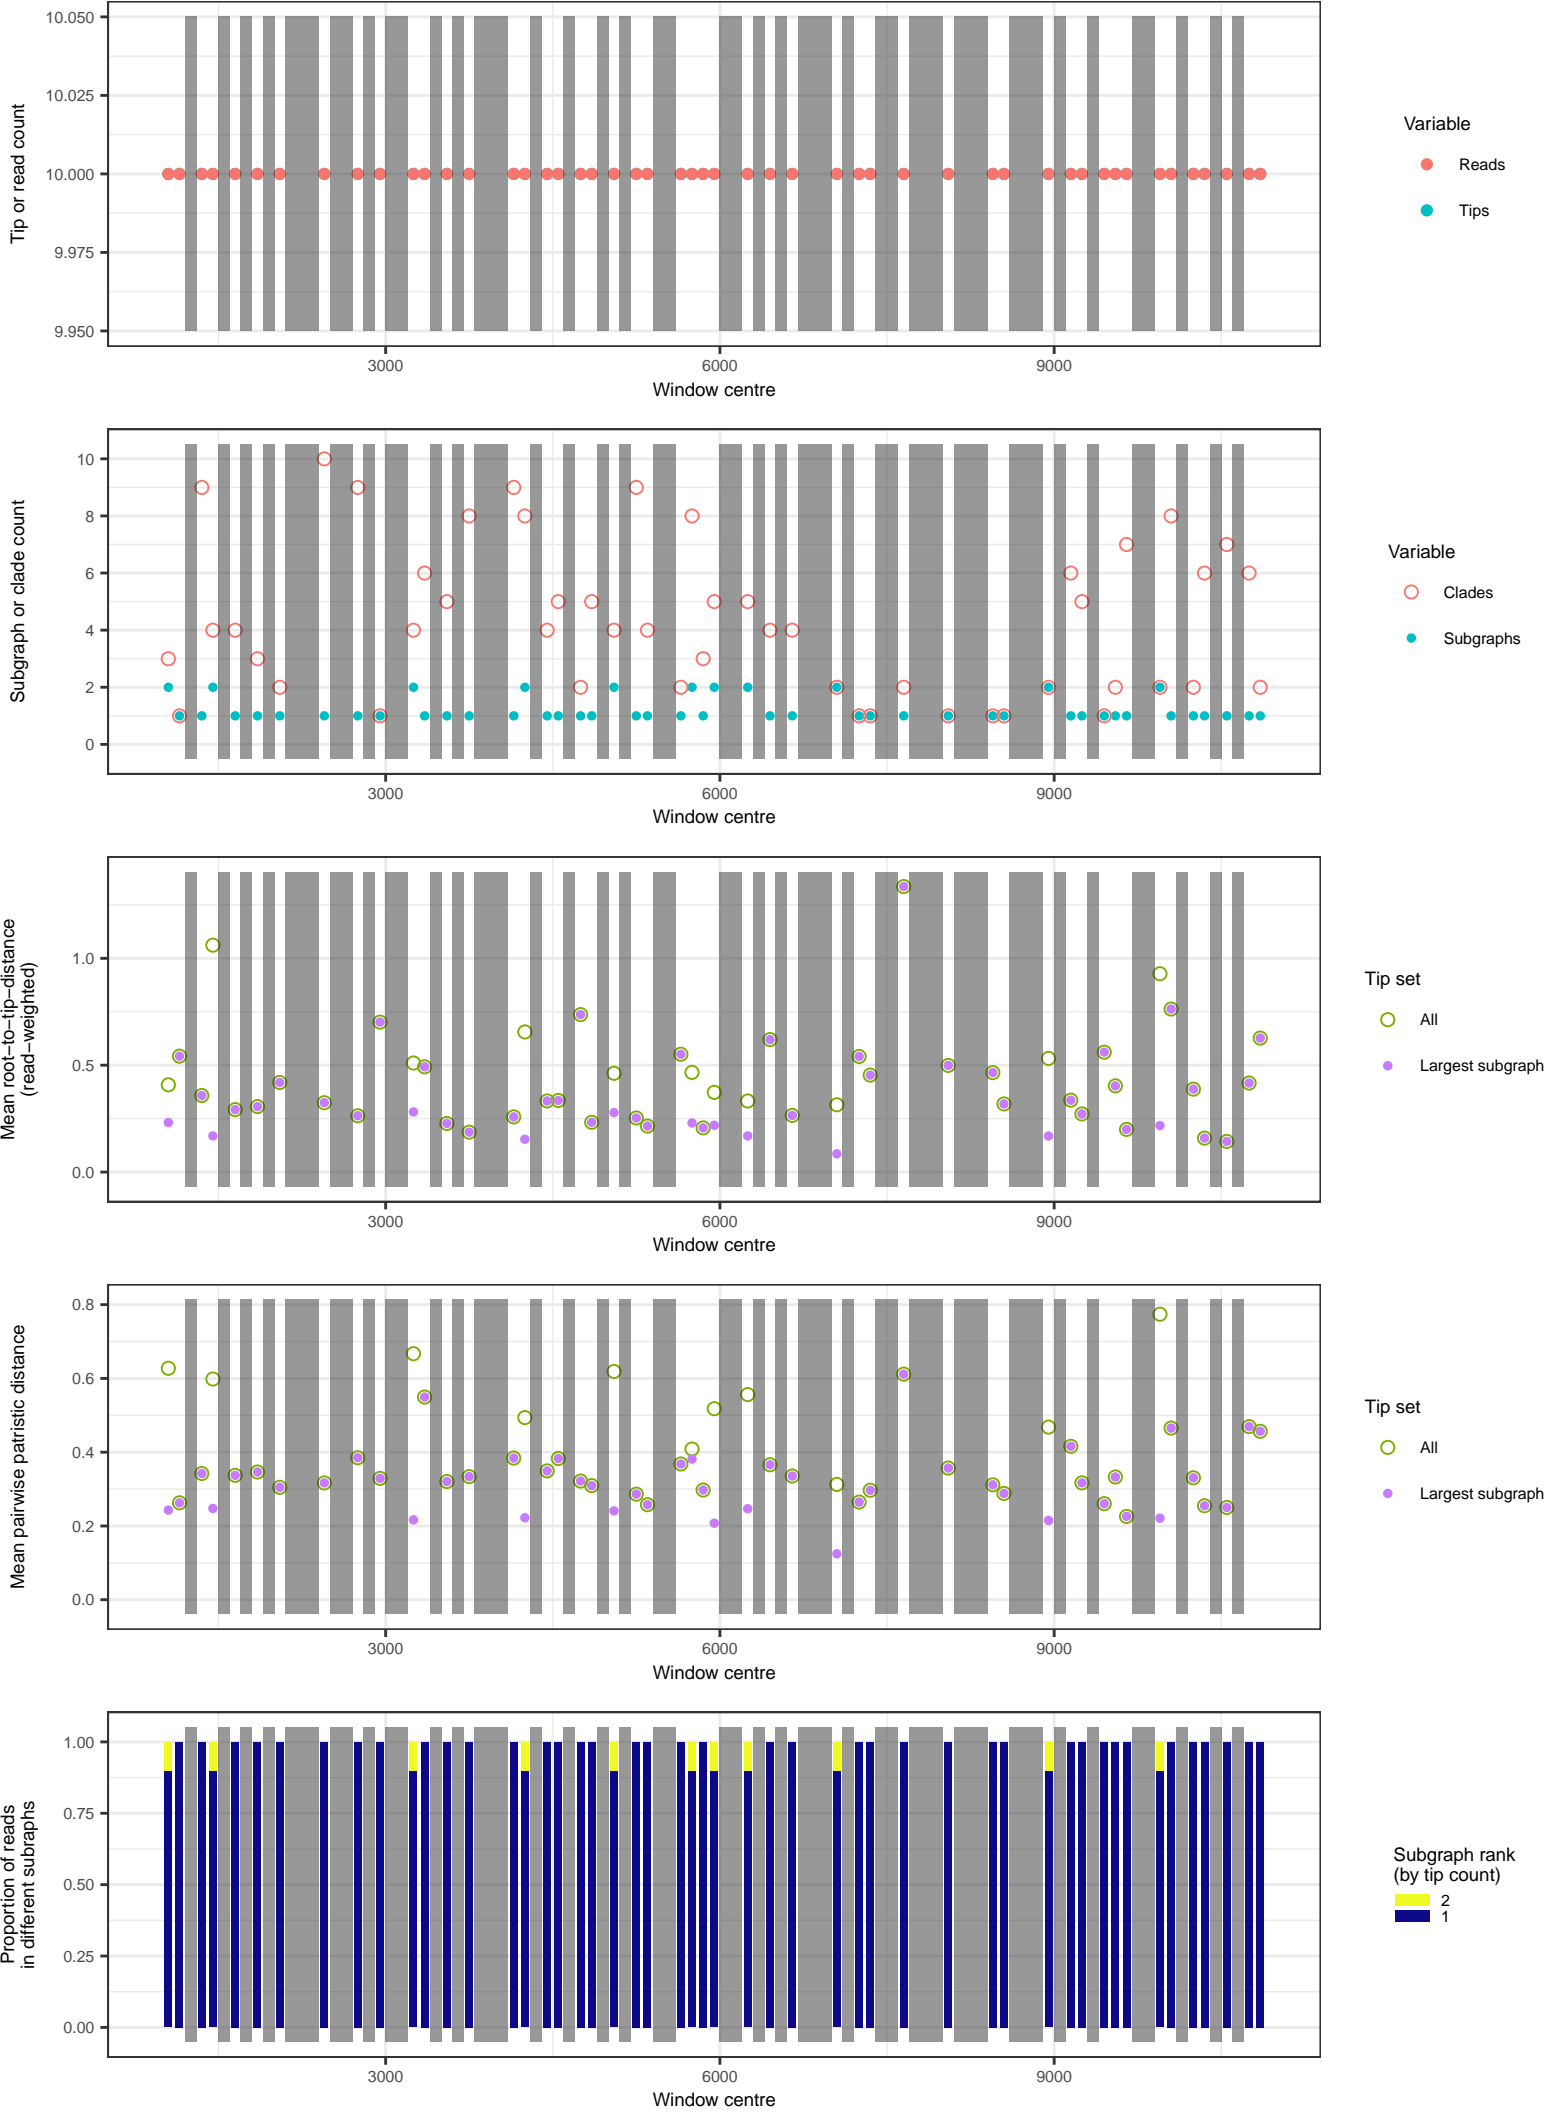 10.050
10.025
10.000
9.975
9.950
Tip or read count
3000
6000
9000
Window centre
Variable
Reads
Tips
10
8
6
4
2
0
Subgraph or clade count
3000
6000
9000
Window centre
Variable
Clades
Subgraphs
1.0
0.5
0.0
Mean root−to−tip−distance
(read−weighted)
3000
6000
9000
Window centre
Tip set
All
Largest subgraph
0.8
0.6
0.4
0.2
0.0
Mean pairwise patristic distance
3000
6000
9000
Window centre
Tip set
All
Largest subgraph
1.00
0.75
0.50
0.25
0.00
Proportion of reads
in different subraphs
3000
6000
9000
Window centre
Subgraph rank
(by tip count)
2
1